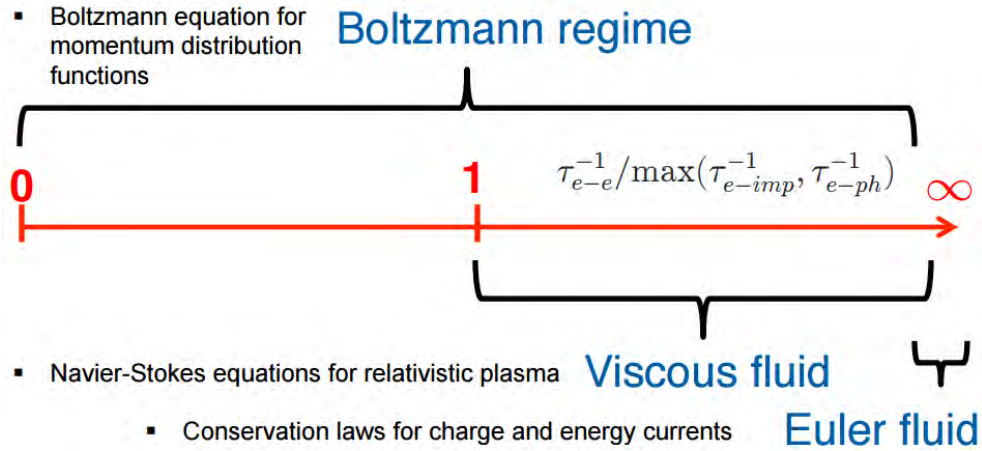 ▪ Boltzmann equation for
momentum distribution
functions
Boltzmann regime
0
1
τ_{e-e}^{-1}/max(τ_{e-imp}^{-1}, τ_{e-ph}^{-1})
∞
▪ Navier-Stokes equations for relativistic plasma
Viscous fluid
▪ Conservation laws for charge and energy currents
Euler fluid